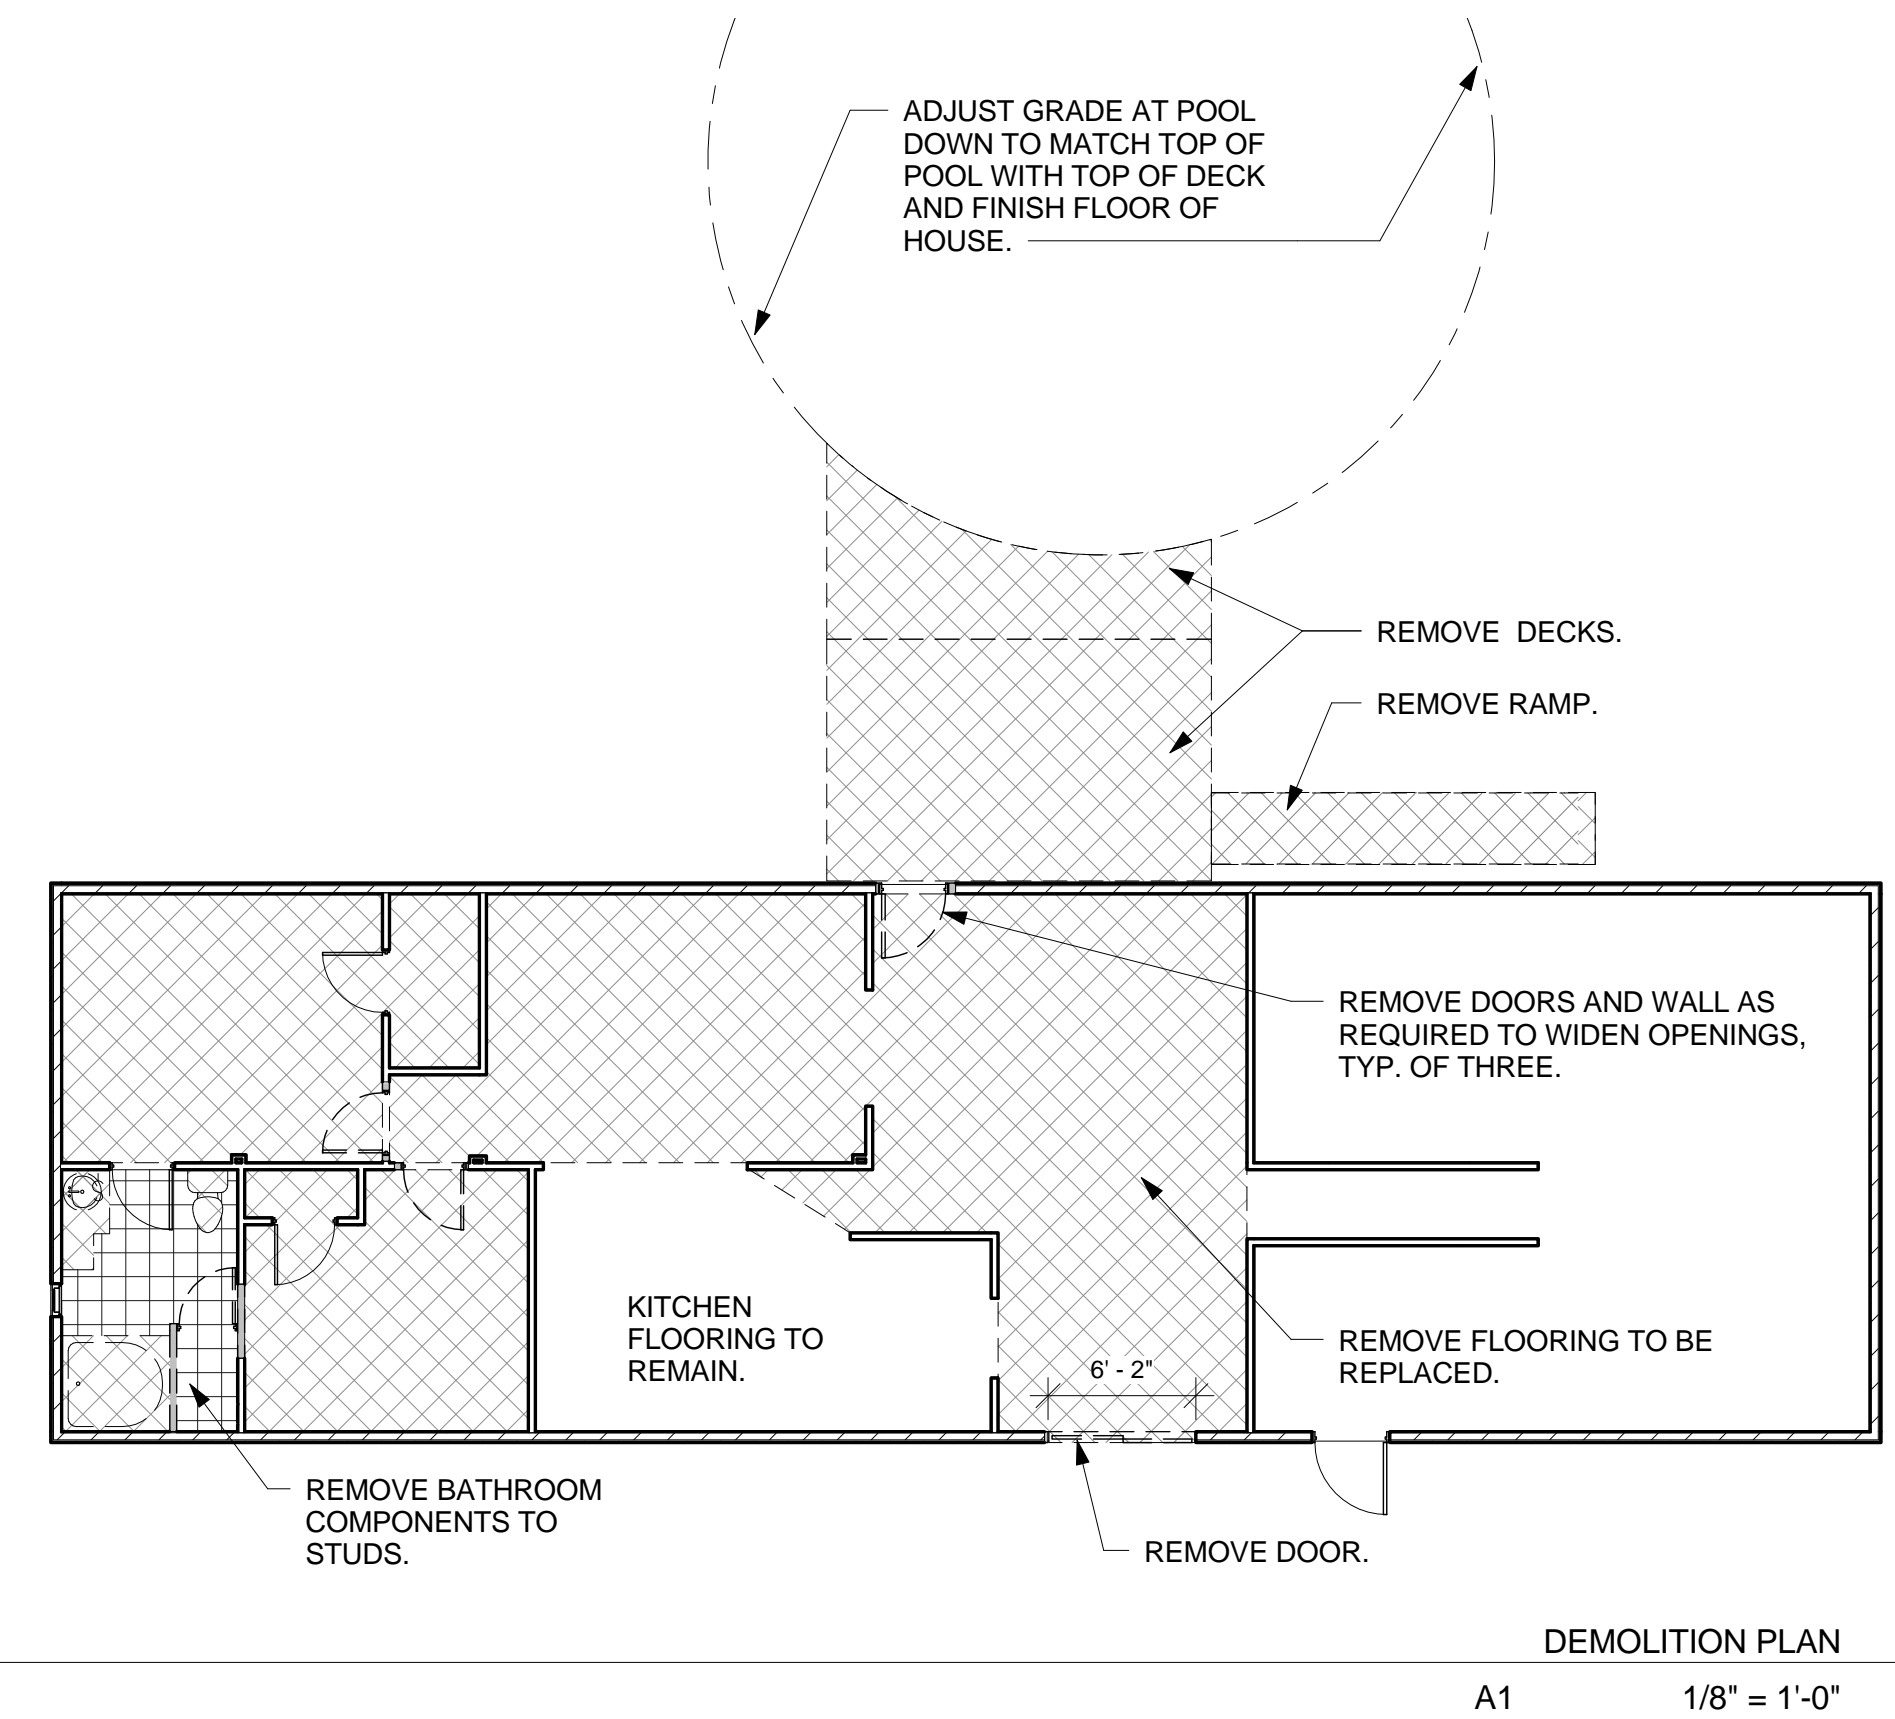 ADJUST GRADE AT POOL
DOWN TO MATCH TOP OF
POOL WITH TOP OF DECK
AND FINISH FLOOR OF
HOUSE.
REMOVE  DECKS.
REMOVE RAMP.
REMOVE DOORS AND WALL AS
REQUIRED TO WIDEN OPENINGS,
TYP. OF THREE.
KITCHEN
FLOORING TO
REMAIN.
REMOVE FLOORING TO BE
REPLACED.
6' - 2"
REMOVE BATHROOM
COMPONENTS TO
STUDS.
REMOVE DOOR.
DEMOLITION PLAN
A1 1/8" = 1'-0"